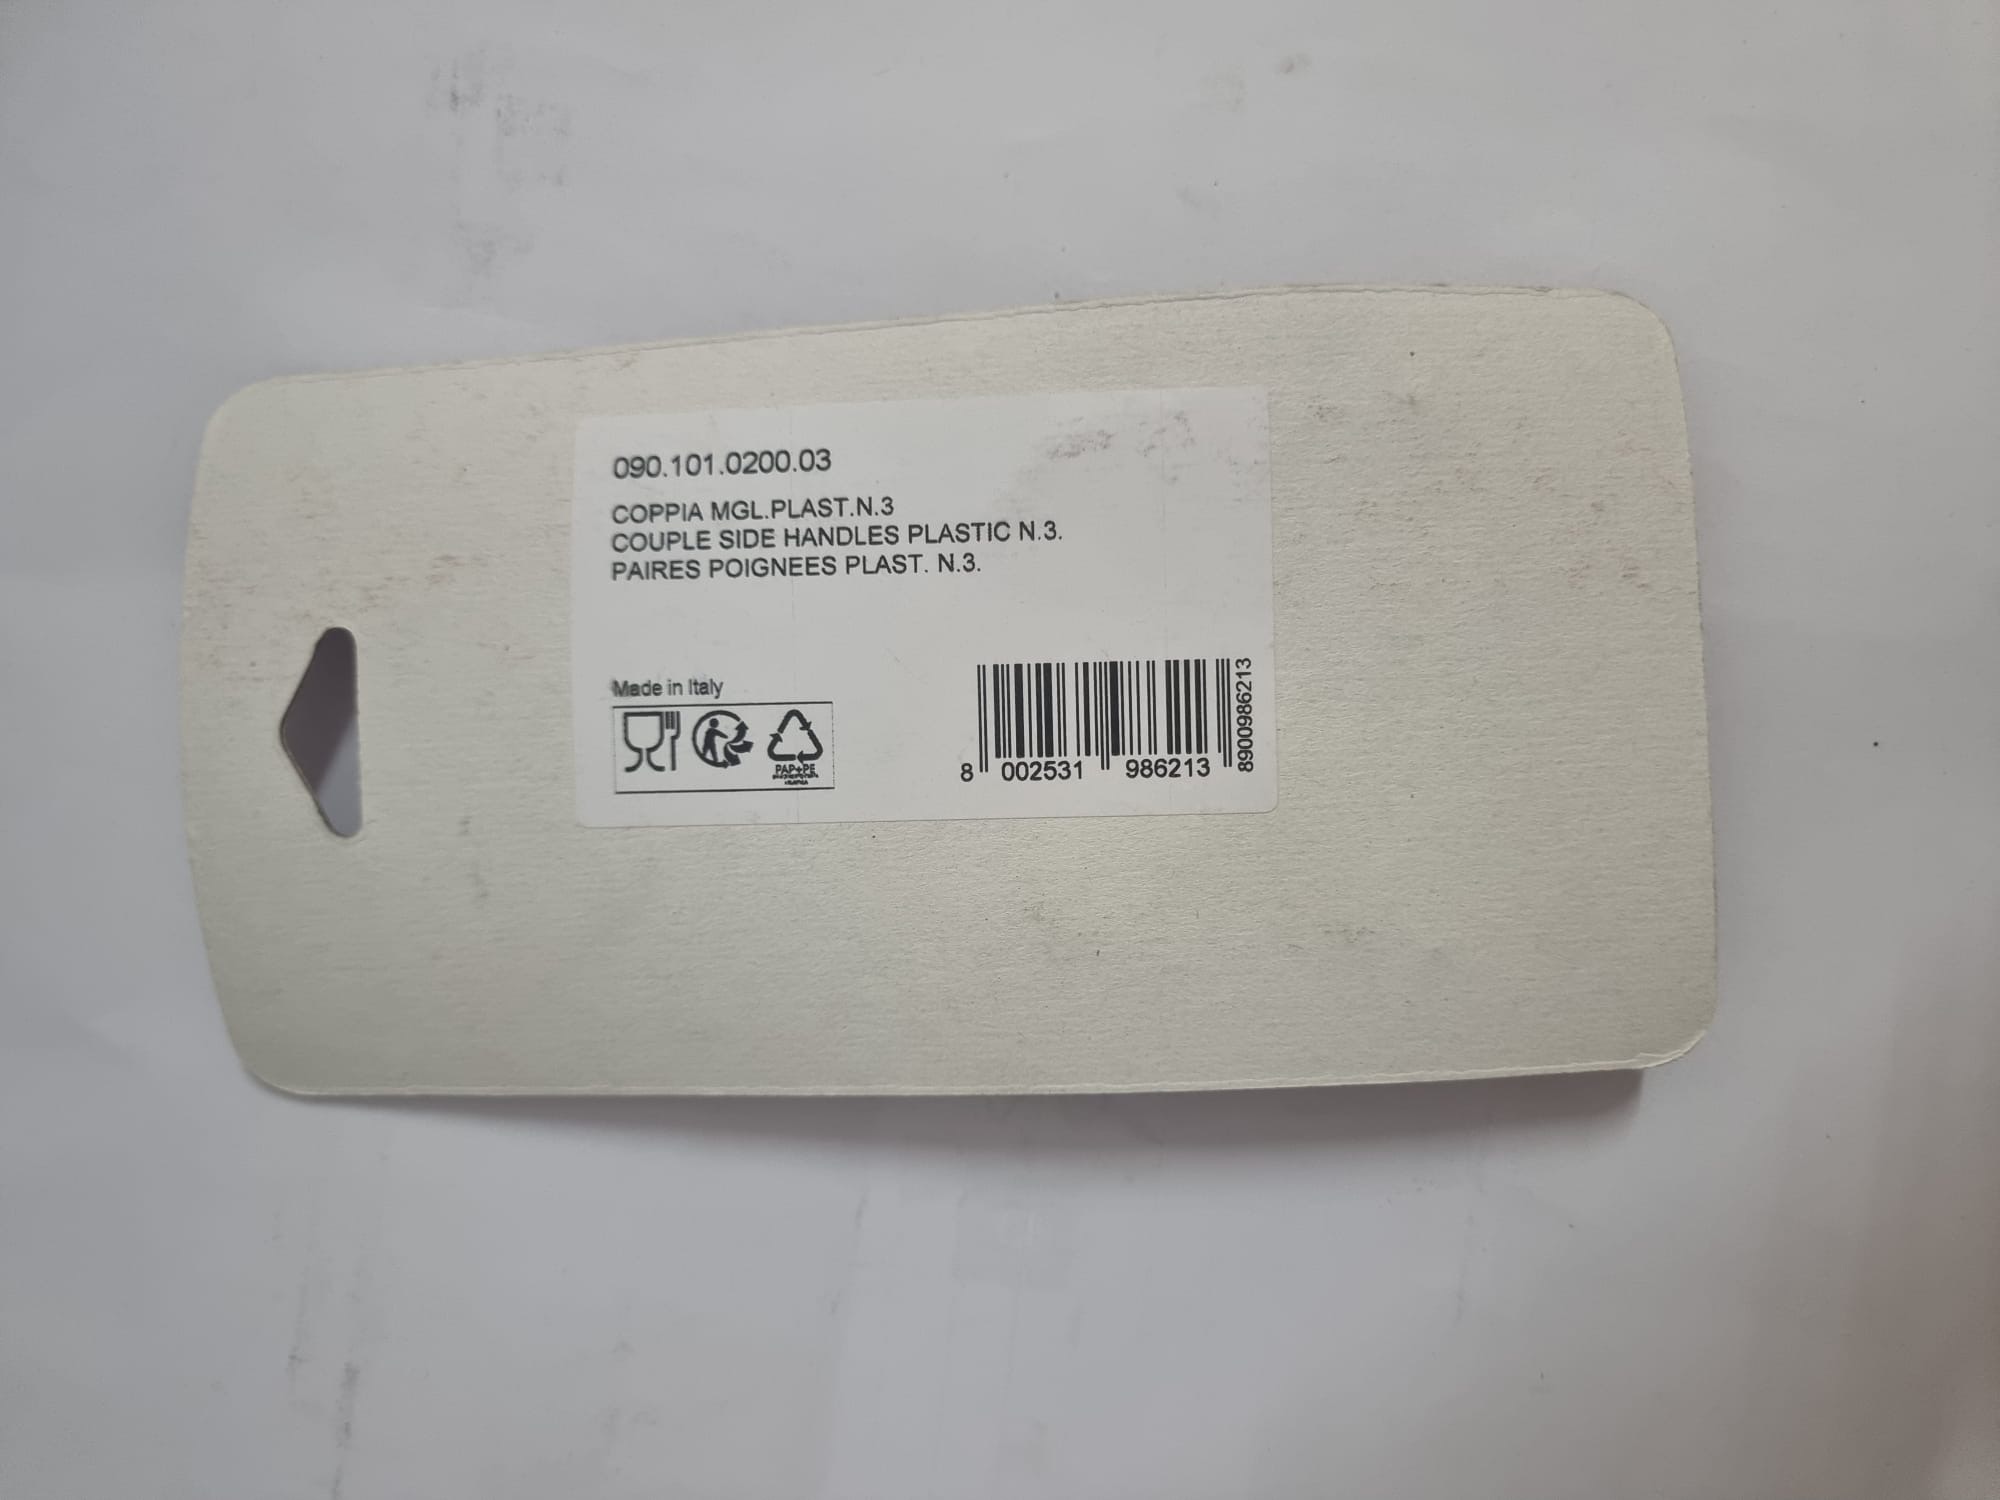 090.101.0200.03
COPPIA MGL.PLAST.N.3
COUPLE SIDE HANDLES PLASTIC N.3.
PAIRES POIGNEES PLAST. N.3.
Made in Italy
PAP+PE
8 002531 986213
8900986213